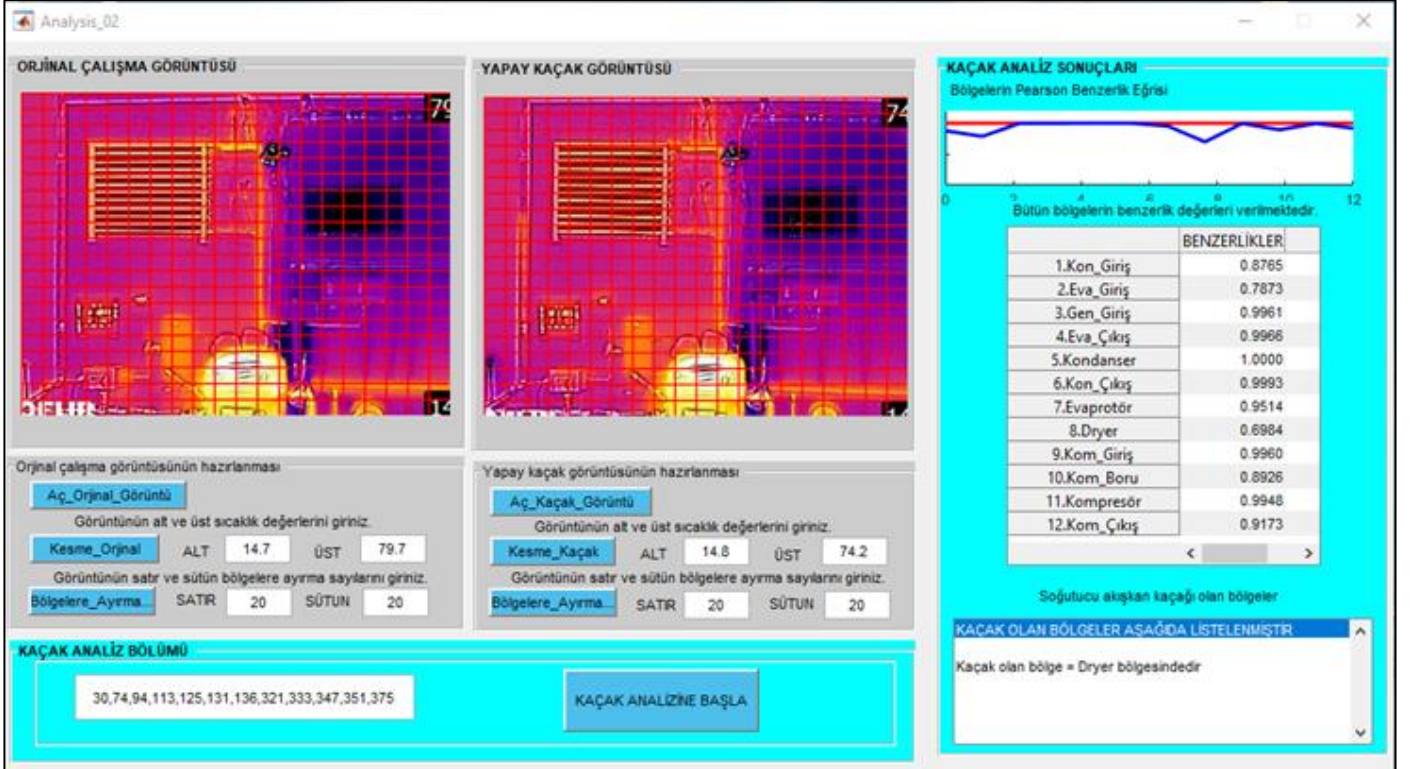 Analysis_02
ORJİNAL ÇALIŞMA GÖRÜNTÜSÜ
79
Orjinal çalışma görüntüsünün hazırlanması
Aç_Orjinal_Görüntü
Görüntünün alt ve üst sıcaklık değerlerini giriniz.
Kesme_Orjinal ALT 14.7 ÜST 79.7
Görüntünün satır ve sütün bölgelere ayırma sayılarını giriniz.
Bölgelere_Ayırma... SATIR 20 SÜTUN 20
YAPAY KAÇAK GÖRÜNTÜSÜ
74
Yapay kaçak görüntüsünün hazırlanması
Aç_Kaçak_Görüntü
Görüntünün alt ve üst sıcaklık değerlerini giriniz.
Kesme_Kaçak ALT 14.8 ÜST 74.2
Görüntünün satır ve sütün bölgelere ayırma sayılarını giriniz.
Bölgelere_Ayırma... SATIR 20 SÜTUN 20
KAÇAK ANALİZ BÖLÜMÜ
30,74,94,113,125,131,136,321,333,347,351,375
KAÇAK ANALİZİNE BAŞLA
KAÇAK ANALİZ SONUÇLARI
Bölgelerin Pearson Benzerlik Eğrisi
0 2 4 6 8 10 12
Bütün bölgelerin benzerlik değerleri verilmektedir.
BENZERLİKLER
1.Kon_Giriş 0.8765
2.Eva_Giriş 0.7873
3.Gen_Giriş 0.9961
4.Eva_Çıkış 0.9966
5.Kondanser 1.0000
6.Kon_Çıkış 0.9993
7.Evaprotör 0.9514
8.Dryer 0.6984
9.Kom_Giriş 0.9960
10.Kom_Boru 0.8926
11.Kompresör 0.9948
12.Kom_Çıkış 0.9173
Soğutucu akışkan kaçağı olan bölgeler
KAÇAK OLAN BÖLGELER AŞAĞIDA LİSTELENMİŞTİR
Kaçak olan bölge = Dryer bölgesindedir